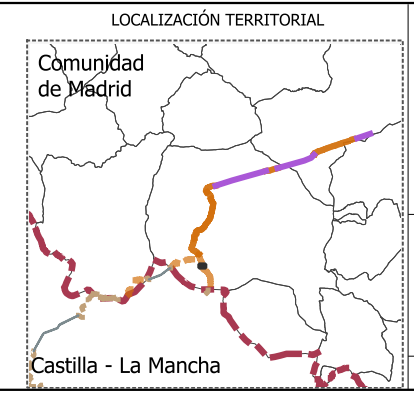 LOCALIZACIÓN TERRITORIAL
Comunidad
de Madrid
Castilla - La Mancha